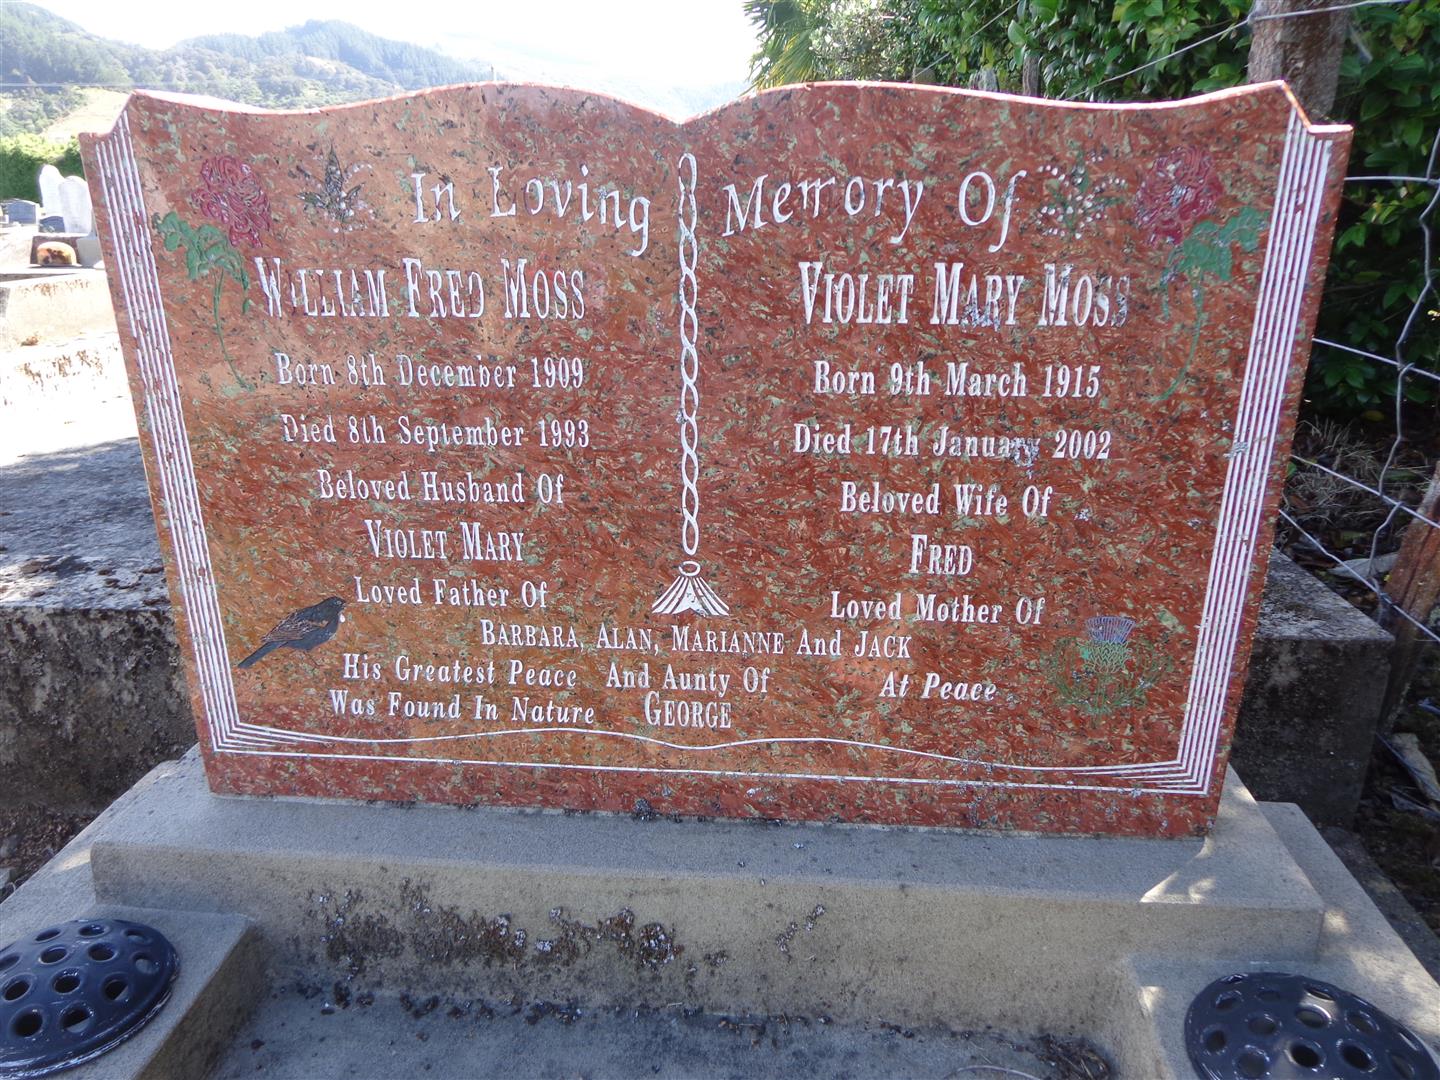 In Loving Memory Of
William Fred Moss
Born 8th December 1909
Died 8th September 1993
Beloved Husband Of
Violet Mary
Loved Father Of
Violet Mary Moss
Born 9th March 1915
Died 17th January 2002
Beloved Wife Of
Fred
Loved Mother Of
Barbara, Alan, Marianne And Jack
His Greatest Peace
Was Found In Nature
And Aunty Of
George
At Peace